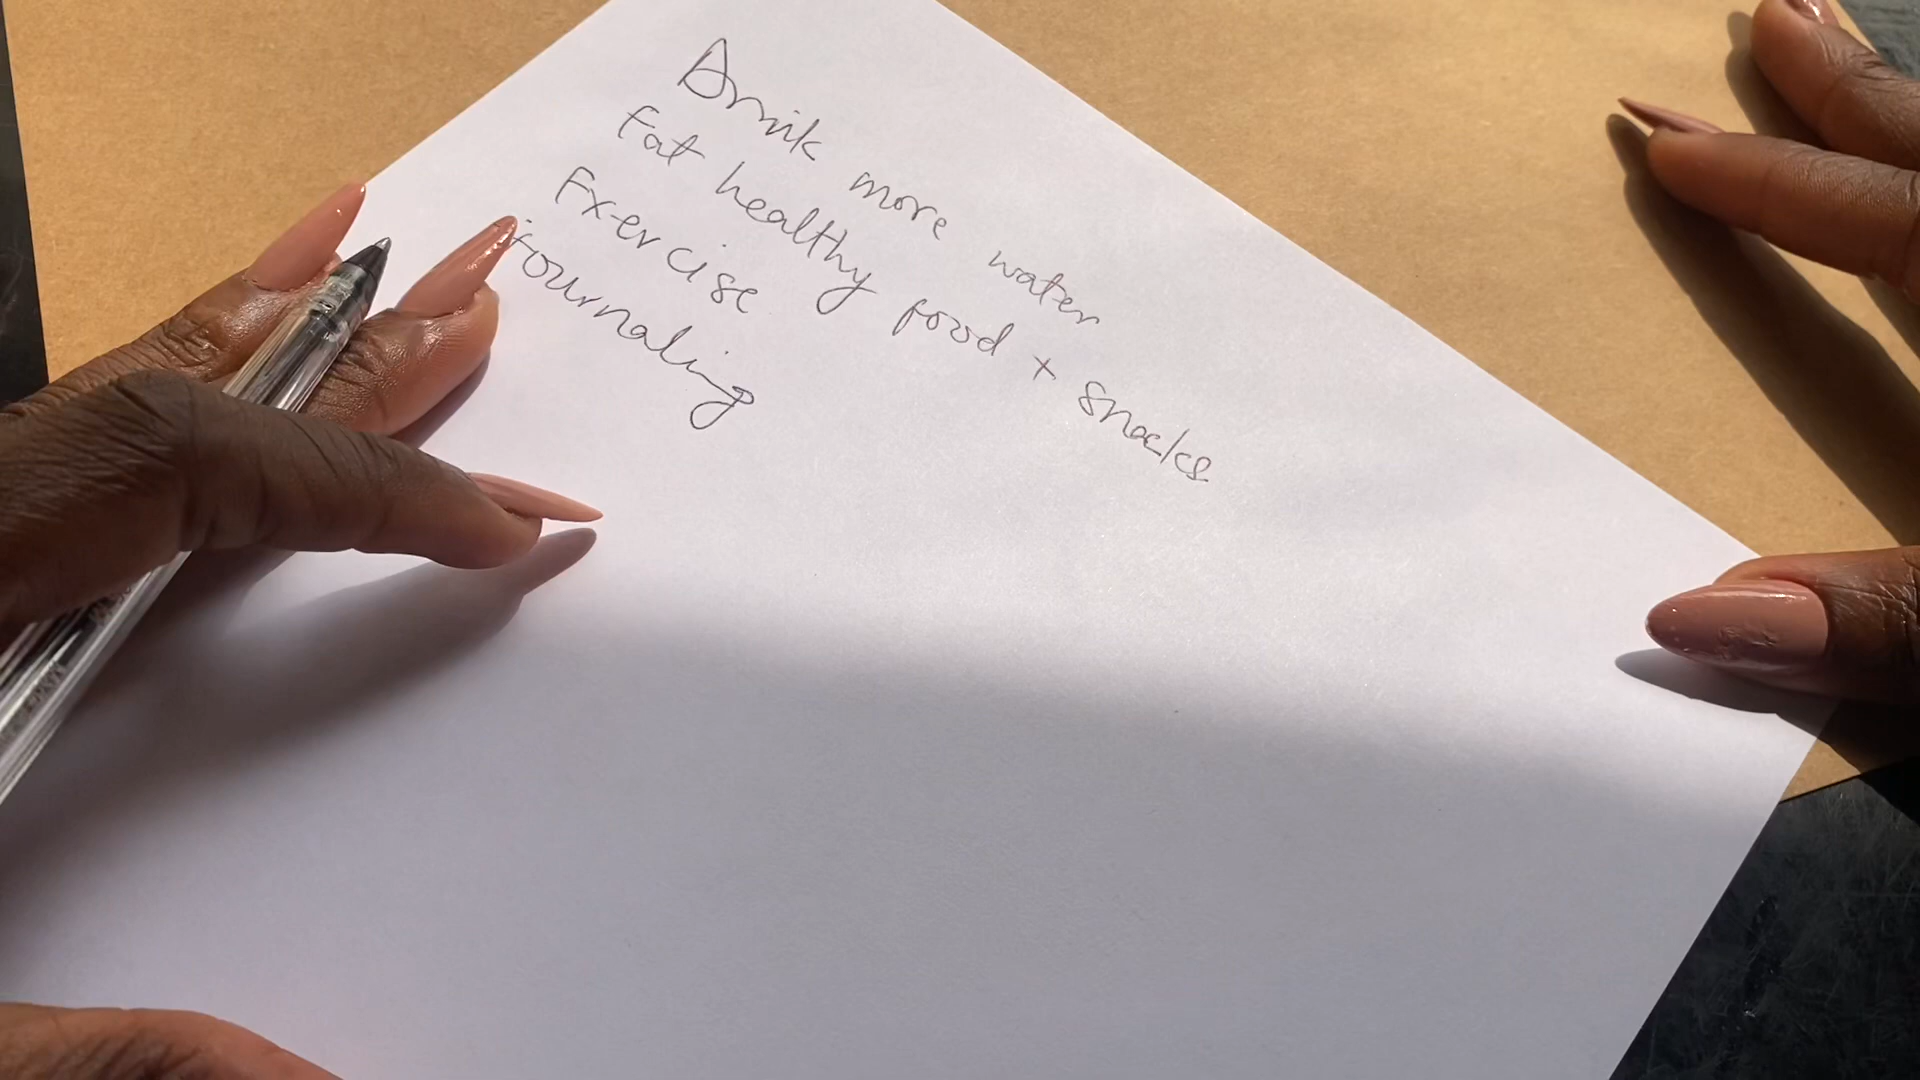 Drink more water
Eat healthy food + snacks
Exercise
journaling